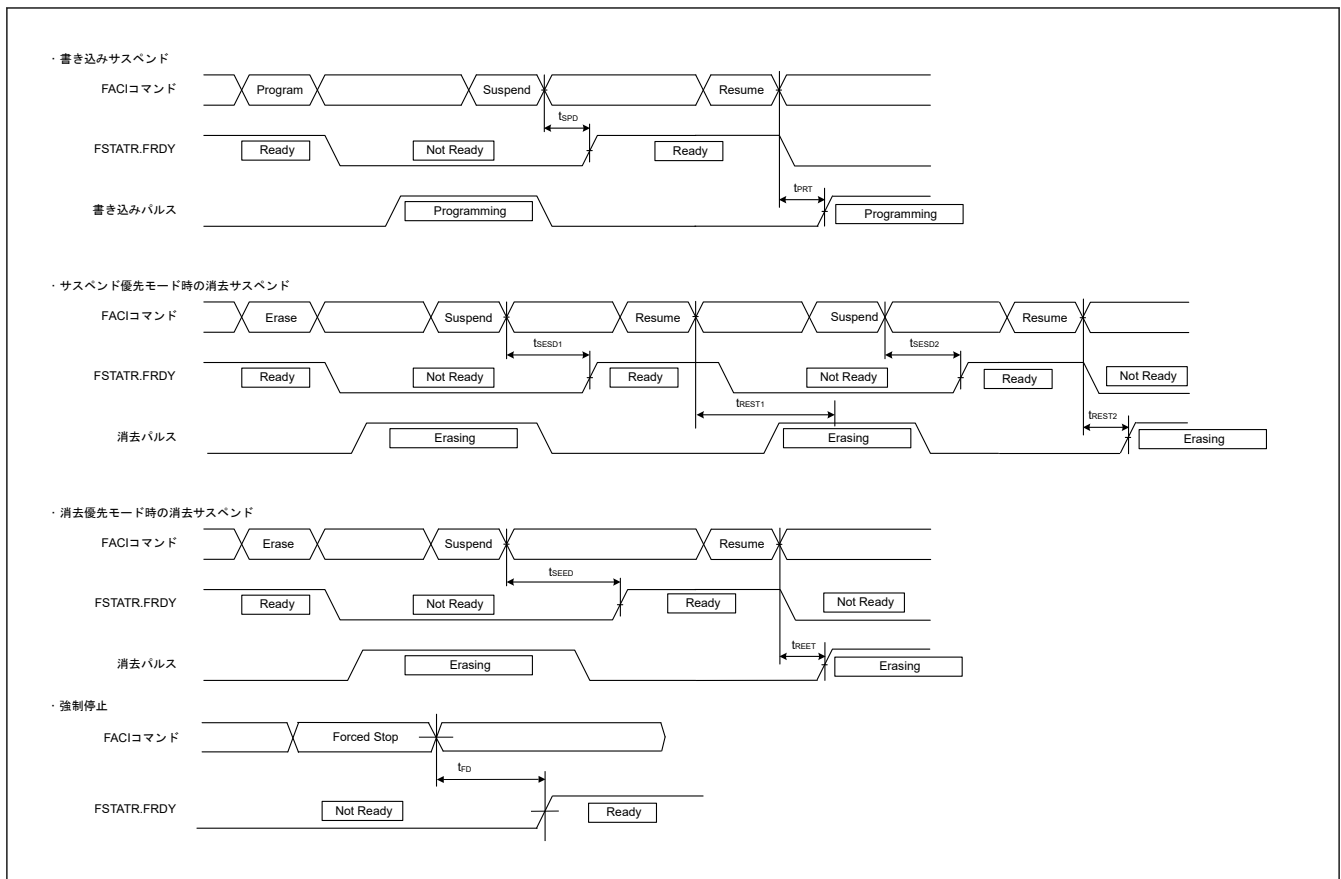 ・書き込みサスペンド
FACIコマンド Program Suspend Resume
tSPD
FSTATR.FRDY Ready Not Ready Ready
tPRT
書き込みパルス Programming Programming
・サスペンド優先モード時の消去サスペンド
FACIコマンド Erase Suspend Resume Suspend Resume
tSESD1 tSESD2
FSTATR.FRDY Ready Not Ready Ready Not Ready Ready Not Ready
tREST1 tREST2
消去パルス Erasing Erasing Erasing
・消去優先モード時の消去サスペンド
FACIコマンド Erase Suspend Resume
tSEED
FSTATR.FRDY Ready Not Ready Ready Not Ready
tREET
消去パルス Erasing Erasing
・強制停止
FACIコマンド Forced Stop
tFD
FSTATR.FRDY Not Ready Ready